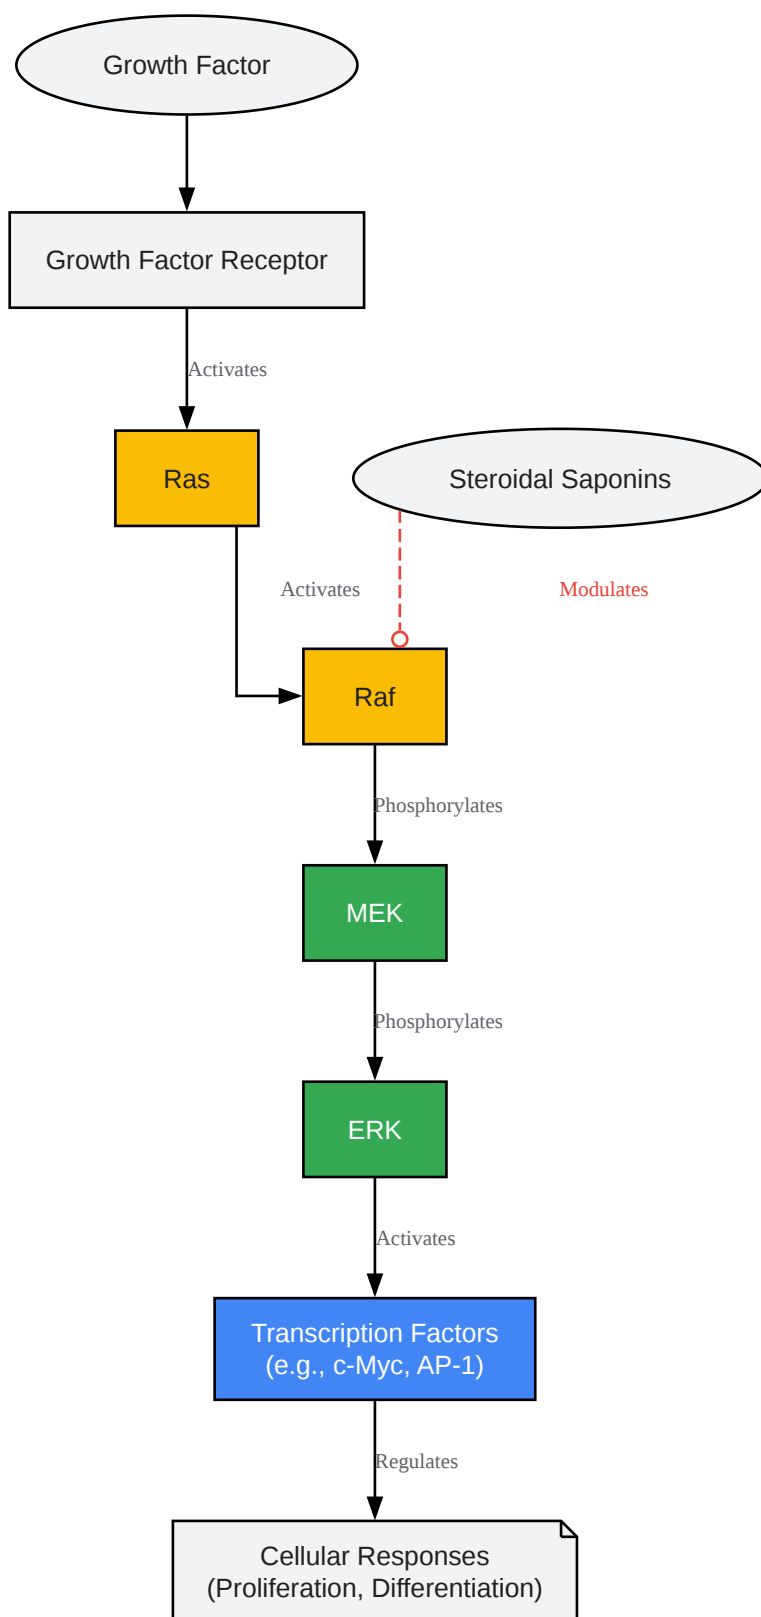 Growth Factor
Growth Factor Receptor
Activates
Ras
Steroidal Saponins
Activates
Modulates
Raf
Phosphorylates
MEK
Phosphorylates
ERK
Activates
Transcription Factors
(e.g., c-Myc, AP-1)
Regulates
Cellular Responses
(Proliferation, Differentiation)